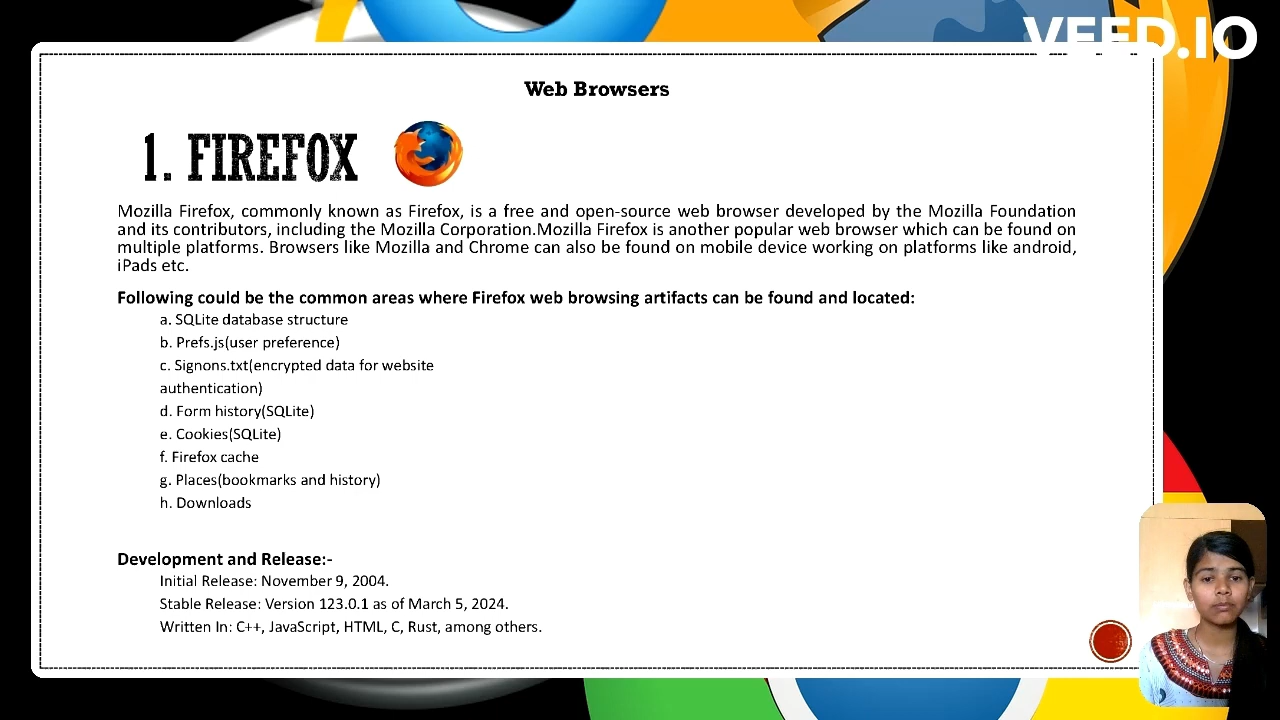 VEED.IO
Web Browsers
1. FIREFOX
Mozilla Firefox, commonly known as Firefox, is a free and open-source web browser developed by the Mozilla Foundation
and its contributors, including the Mozilla Corporation.Mozilla Firefox is another popular web browser which can be found on
multiple platforms. Browsers like Mozilla and Chrome can also be found on mobile device working on platforms like android,
iPads etc.
Following could be the common areas where Firefox web browsing artifacts can be found and located:
a. SQLite database structure
b. Prefs.js(user preference)
c. Signons.txt(encrypted data for website
authentication)
d. Form history(SQLite)
e. Cookies(SQLite)
f. Firefox cache
g. Places(bookmarks and history)
h. Downloads
Development and Release:-
Initial Release: November 9, 2004.
Stable Release: Version 123.0.1 as of March 5, 2024.
Written In: C++, JavaScript, HTML, C, Rust, among others.